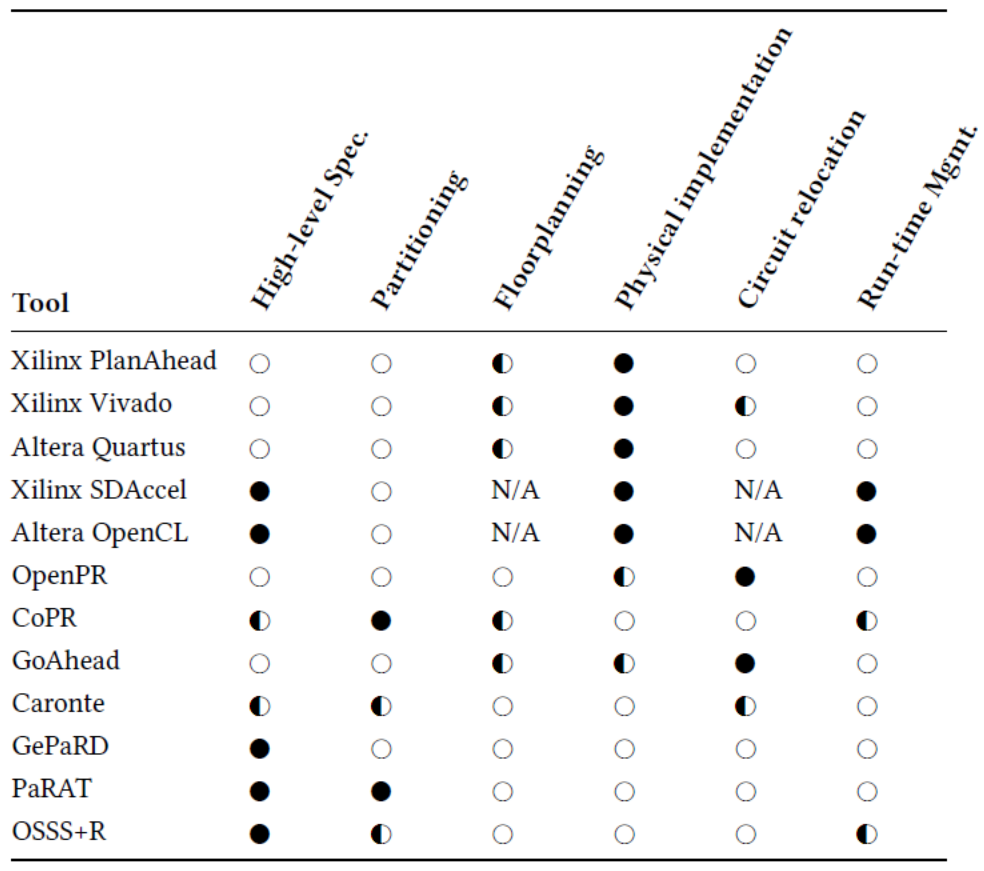 Tool High-level Spec. Partitioning Floorplanning Physical implementation Circuit relocation Run-time Mgmt.
Xilinx PlanAhead ○ ○ ◐ ● ○ ○
Xilinx Vivado ○ ○ ◐ ● ◐ ○
Altera Quartus ○ ○ ◐ ● ○ ○
Xilinx SDAccel ● ○ N/A ● N/A ●
Altera OpenCL ● ○ N/A ● N/A ●
OpenPR ○ ○ ○ ◐ ● ○
CoPR ◐ ● ◐ ○ ○ ◐
GoAhead ○ ○ ◐ ◐ ● ○
Caronte ◐ ◐ ○ ○ ◐ ○
GePaRD ● ○ ○ ○ ○ ○
PaRAT ● ● ○ ○ ○ ○
OSSS+R ● ◐ ○ ○ ○ ◐